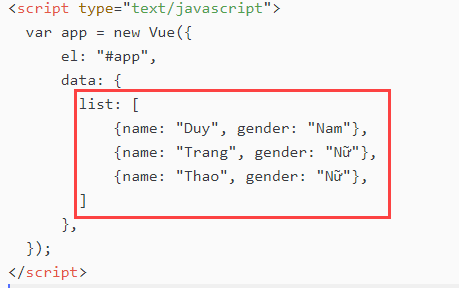 <script type="text/javascript">
var app = new Vue({
el: "#app",
data: {
list: [
{name: "Duy", gender: "Nam"},
{name: "Trang", gender: "Nữ"},
{name: "Thao", gender: "Nữ"},
]
},
});
</script>